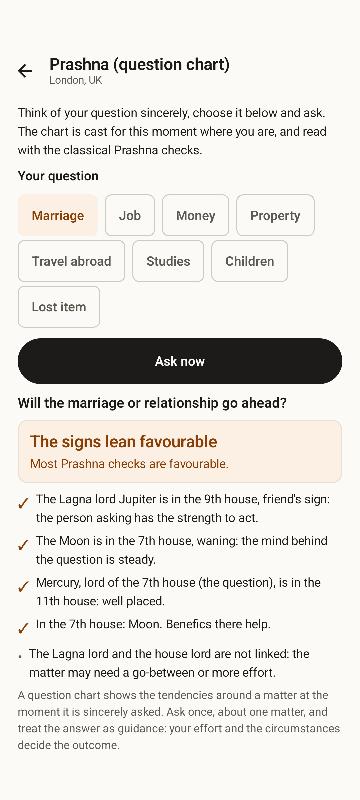 Prashna (question chart)
London, UK
Think of your question sincerely, choose it below and ask.
The chart is cast for this moment where you are, and read
with the classical Prashna checks.
Your question
Marriage
Job
Money
Property
Travel abroad
Studies
Children
Lost item
Ask now
Will the marriage or relationship go ahead?
The signs lean favourable
Most Prashna checks are favourable.
The Lagna lord Jupiter is in the 9th house, friend's sign:
the person asking has the strength to act.
The Moon is in the 7th house, waning: the mind behind
the question is steady.
Mercury, lord of the 7th house (the question), is in the
11th house: well placed.
In the 7th house: Moon. Benefics there help.
The Lagna lord and the house lord are not linked: the
matter may need a go-between or more effort.
A question chart shows the tendencies around a matter at the
moment it is sincerely asked. Ask once, about one matter, and
treat the answer as guidance: your effort and the circumstances
decide the outcome.